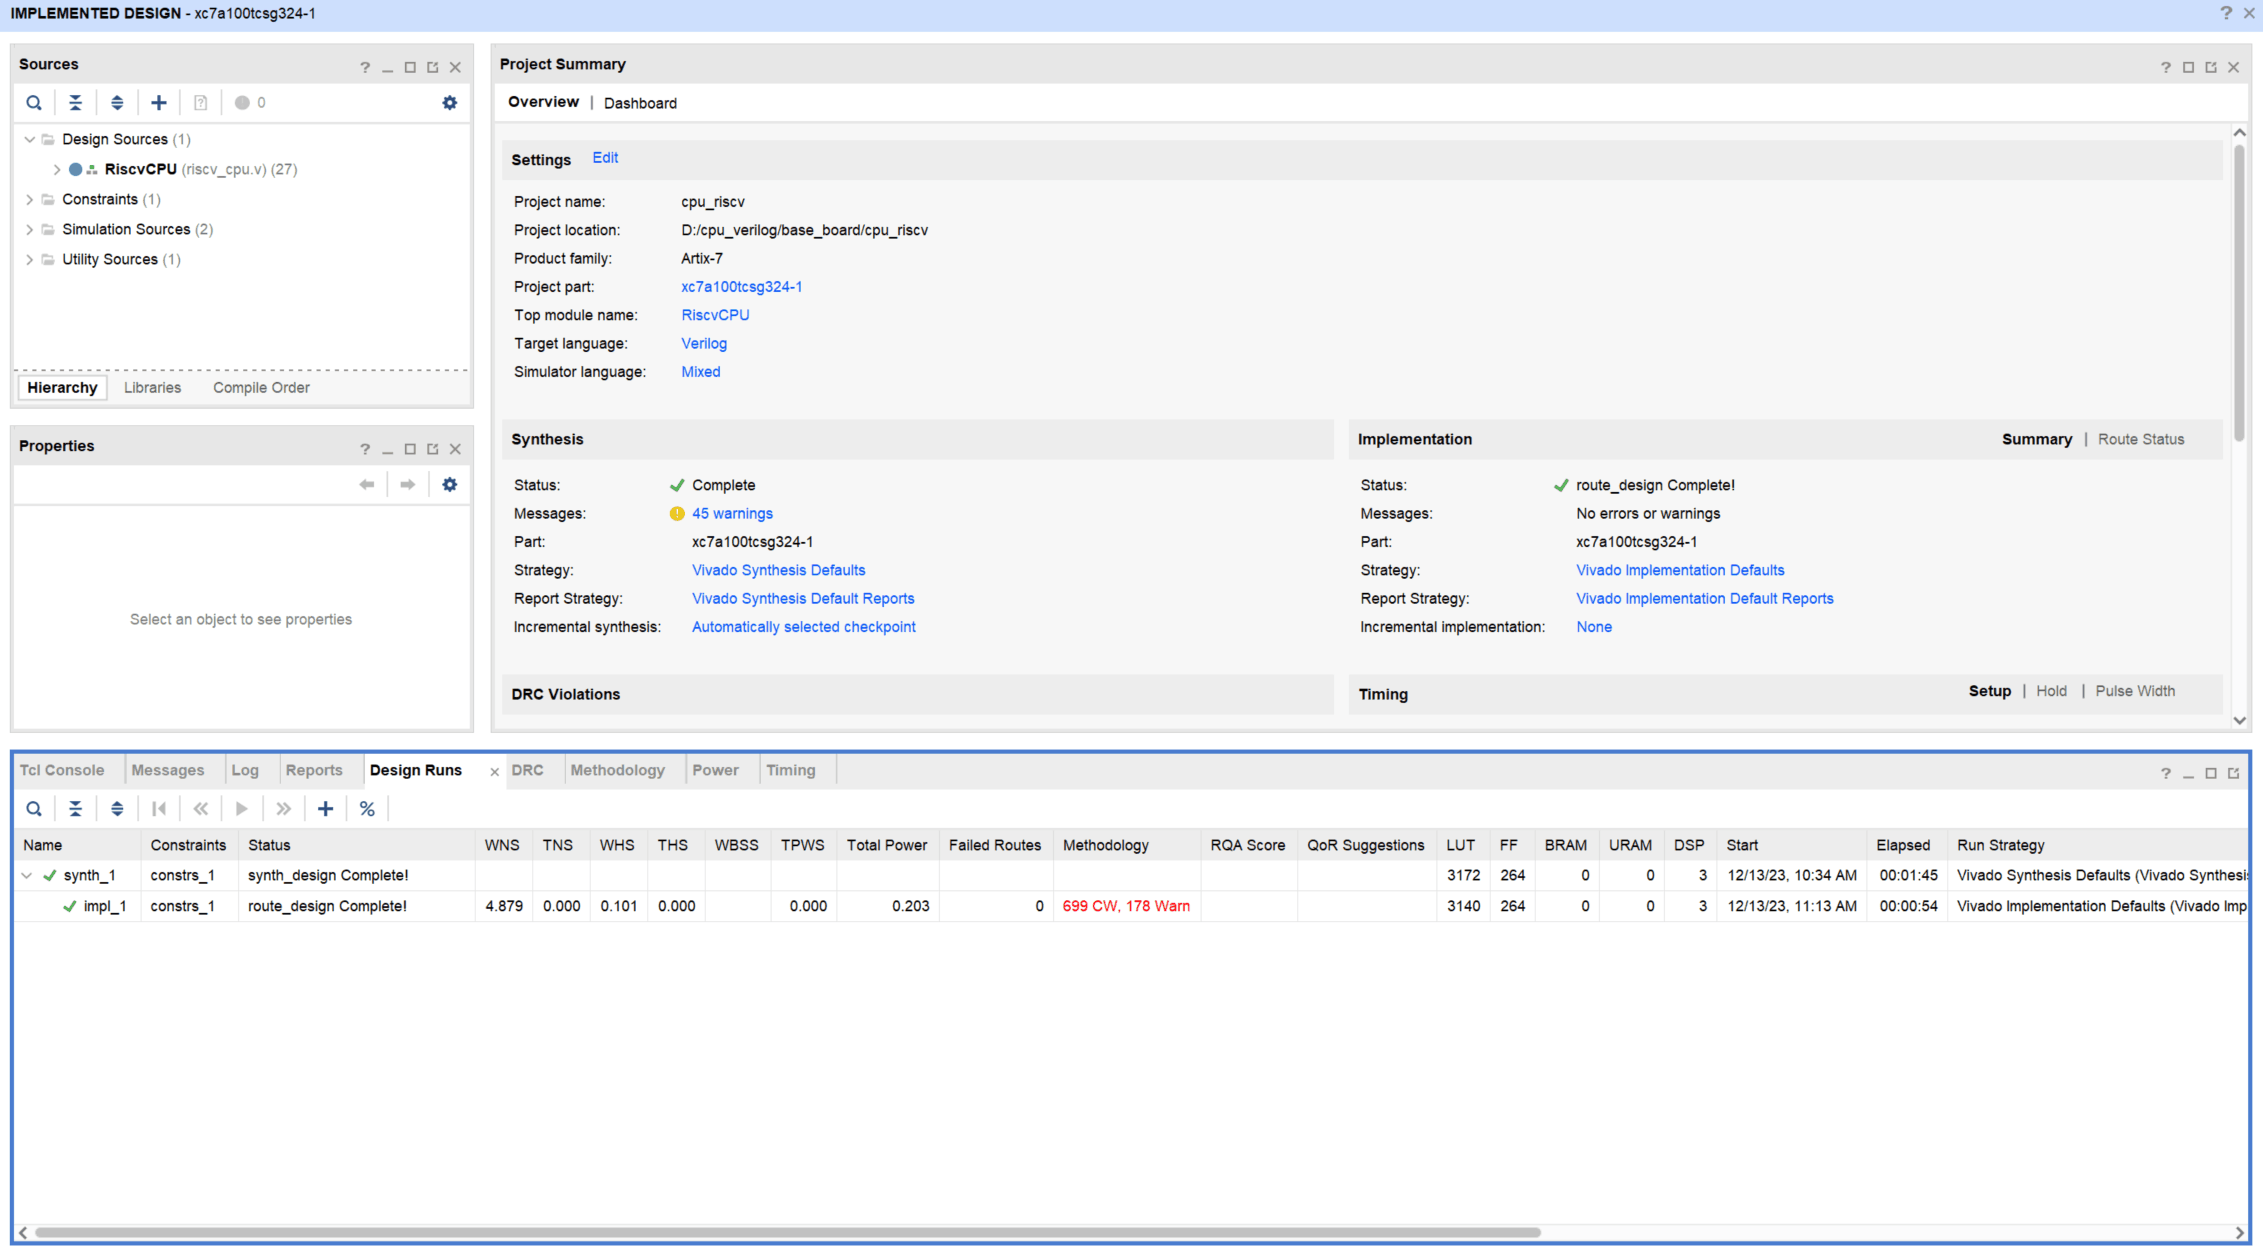 IMPLEMENTED DESIGN - xc7a100tcsg324-1
Sources
0
Design Sources (1)
RiscvCPU (riscv_cpu.v) (27)
Constraints (1)
Simulation Sources (2)
Utility Sources (1)
Hierarchy Libraries Compile Order
Properties
Select an object to see properties
Project Summary
Overview | Dashboard
Settings Edit
Project name: cpu_riscv
Project location: D:/cpu_verilog/base_board/cpu_riscv
Product family: Artix-7
Project part: xc7a100tcsg324-1
Top module name: RiscvCPU
Target language: Verilog
Simulator language: Mixed
Synthesis
Status: Complete
Messages: 45 warnings
Part: xc7a100tcsg324-1
Strategy: Vivado Synthesis Defaults
Report Strategy: Vivado Synthesis Default Reports
Incremental synthesis: Automatically selected checkpoint
Implementation Summary | Route Status
Status: route_design Complete!
Messages: No errors or warnings
Part: xc7a100tcsg324-1
Strategy: Vivado Implementation Defaults
Report Strategy: Vivado Implementation Default Reports
Incremental implementation: None
DRC Violations
Timing Setup | Hold | Pulse Width
Tcl Console Messages Log Reports Design Runs DRC Methodology Power Timing
Name Constraints Status WNS TNS WHS THS WBSS TPWS Total Power Failed Routes Methodology RQA Score QoR Suggestions LUT FF BRAM URAM DSP Start Elapsed Run Strategy
synth_1 constrs_1 synth_design Complete! 3172 264 0 0 3 12/13/23, 10:34 AM 00:01:45 Vivado Synthesis Defaults (Vivado Synthesi
impl_1 constrs_1 route_design Complete! 4.879 0.000 0.101 0.000 0.000 0.203 0 699 CW, 178 Warn 3140 264 0 0 3 12/13/23, 11:13 AM 00:00:54 Vivado Implementation Defaults (Vivado Imp